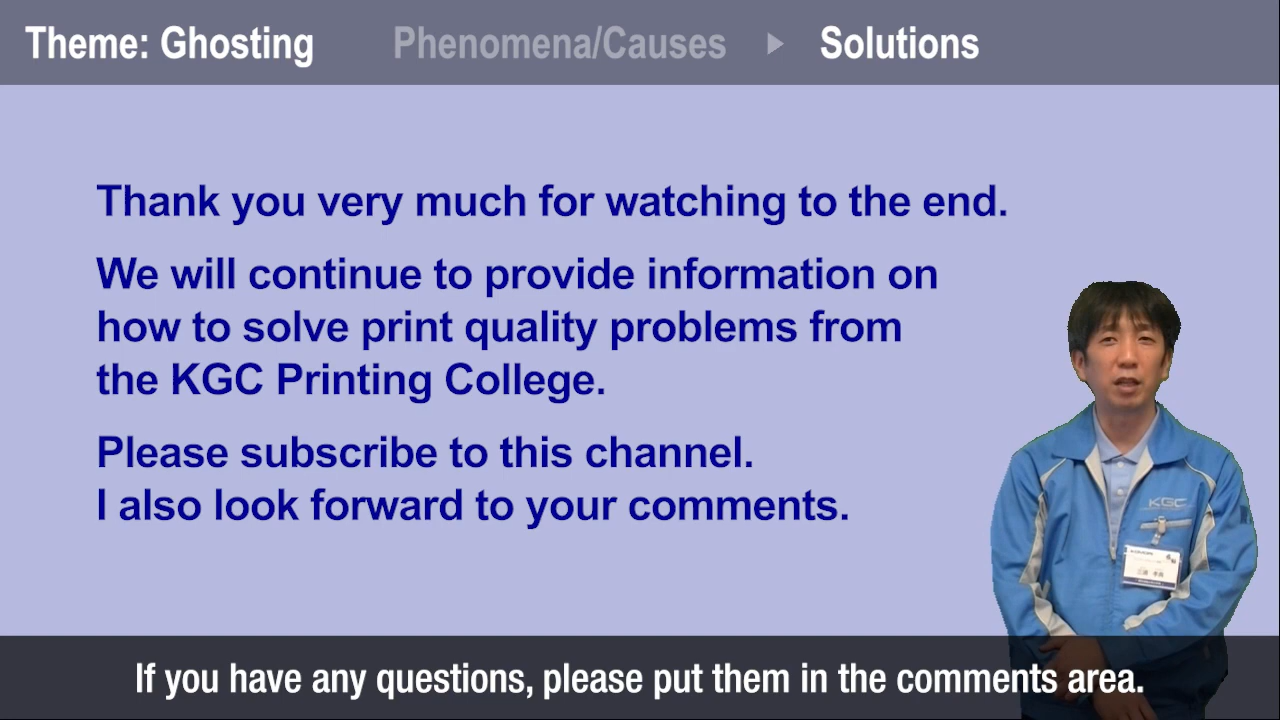 Theme: Ghosting
Phenomena/Causes ▶ Solutions
Thank you very much for watching to the end.
We will continue to provide information on
how to solve print quality problems from
the KGC Printing College.
Please subscribe to this channel.
I also look forward to your comments.
KGC
If you have any questions, please put them in the comments area.